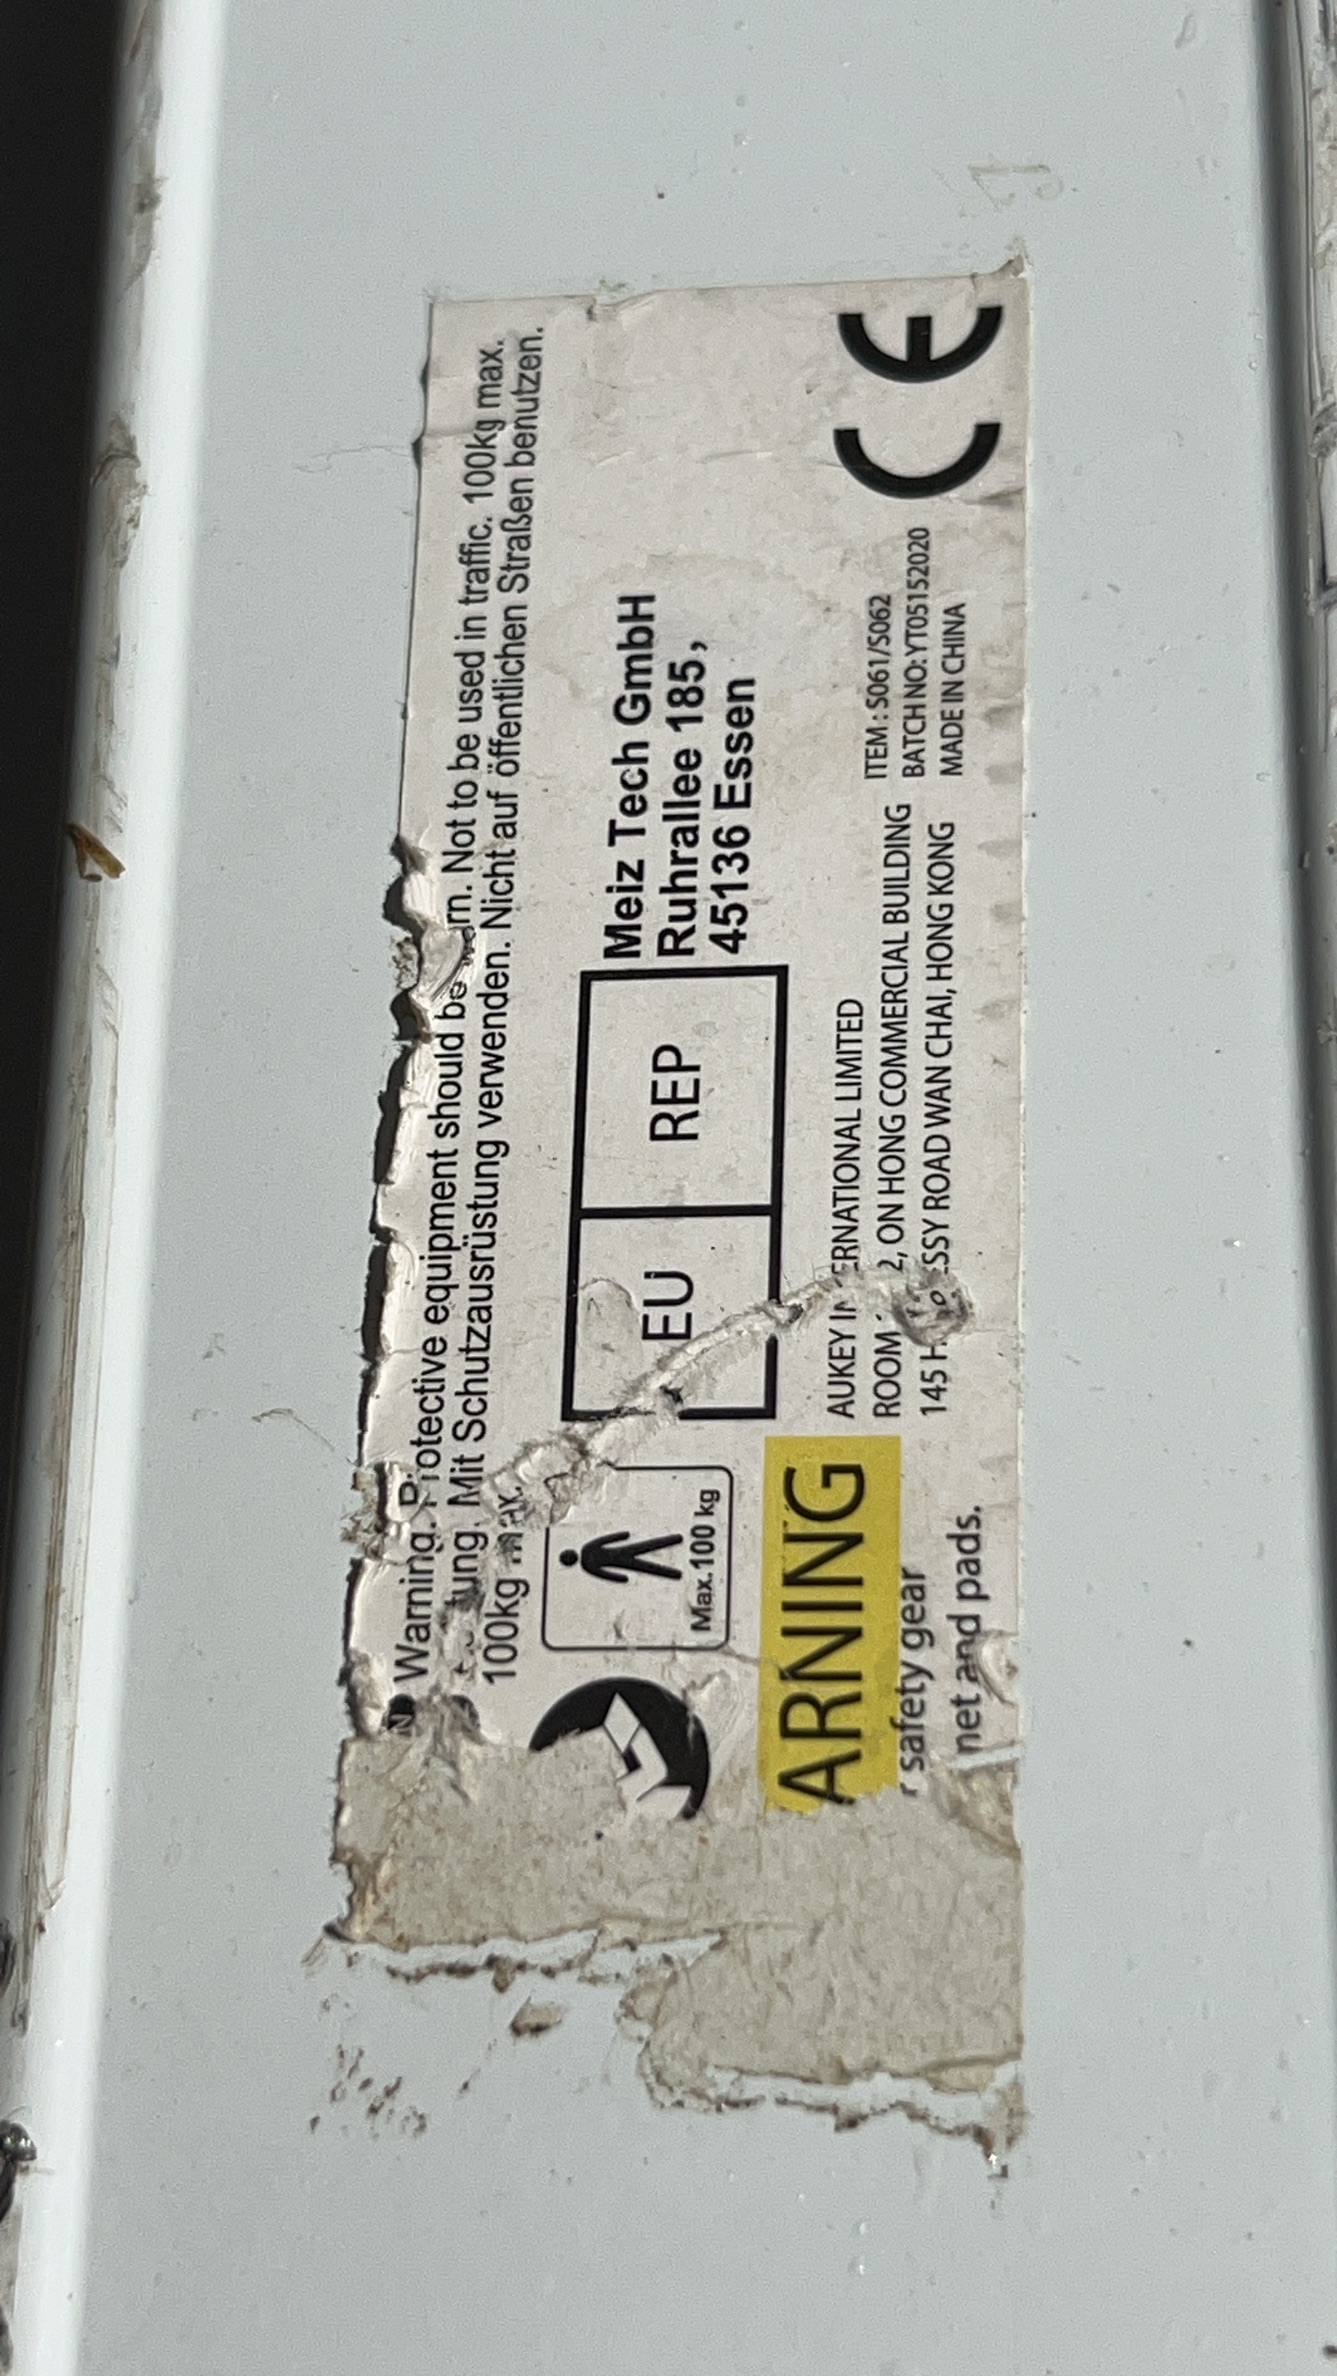 Warning. Protective equipment should be worn. Not to be used in traffic. 100kg max.
Mit Schutzausrüstung verwenden. Nicht auf öffentlichen Straßen benutzen.
100kg max.
Max. 100 kg
EU REP
Meiz Tech GmbH
Ruhrallee 185,
45136 Essen
ARNING
safety gear
net and pads.
AUKEY INTERNATIONAL LIMITED
ROOM 2, ON HONG COMMERCIAL BUILDING
145 ROAD WAN CHAI, HONG KONG
ITEM : S061/S062
BATCH NO: YT05152020
MADE IN CHINA
CE